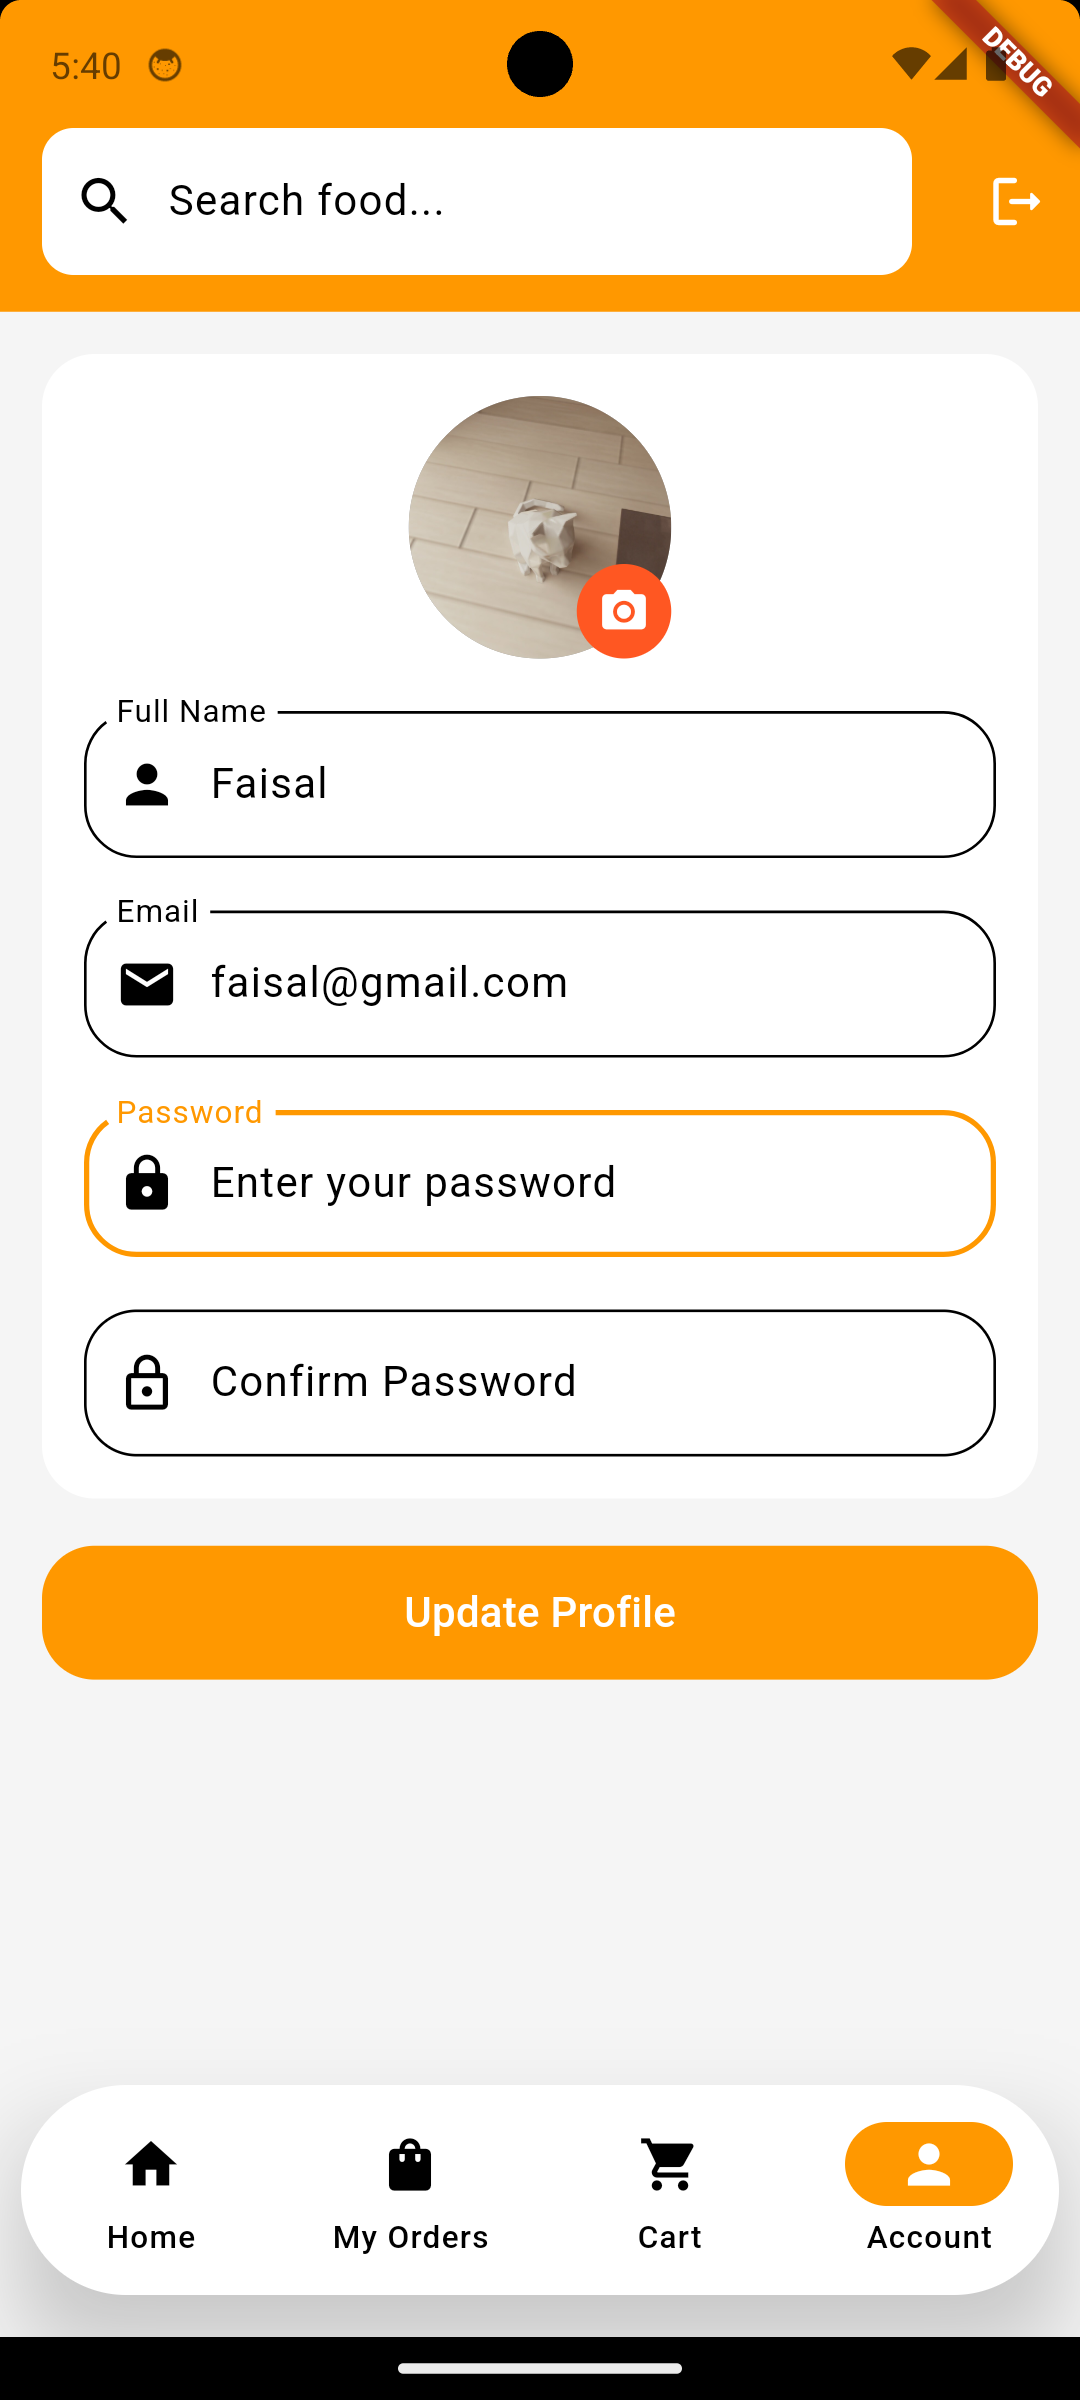 5:40
DEBUG
Search food...
Full Name
Faisal
Email
faisal@gmail.com
Password
Enter your password
Confirm Password
Update Profile
Home My Orders Cart Account